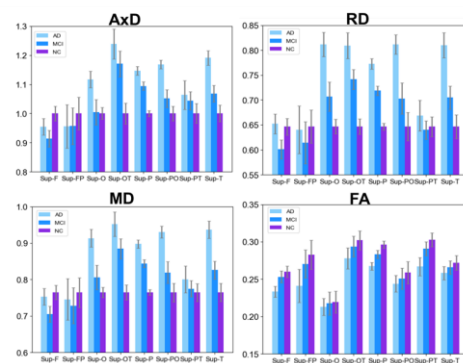 AxD
1.3
1.2
1.1
1.0
0.9
0.8
AD
MCI
NC
Sup-F Sup-FP Sup-O Sup-OT Sup-P Sup-PO Sup-PT Sup-T
RD
0.85
0.80
0.75
0.70
0.65
0.60
0.55
AD
MCI
NC
Sup-F Sup-FP Sup-O Sup-OT Sup-P Sup-PO Sup-PT Sup-T
MD
1.0
0.9
0.8
0.7
0.6
AD
MCI
NC
Sup-F Sup-FP Sup-O Sup-OT Sup-P Sup-PO Sup-PT Sup-T
FA
0.35
0.30
0.25
0.20
0.15
AD
MCI
NC
Sup-F Sup-FP Sup-O Sup-OT Sup-P Sup-PO Sup-PT Sup-T